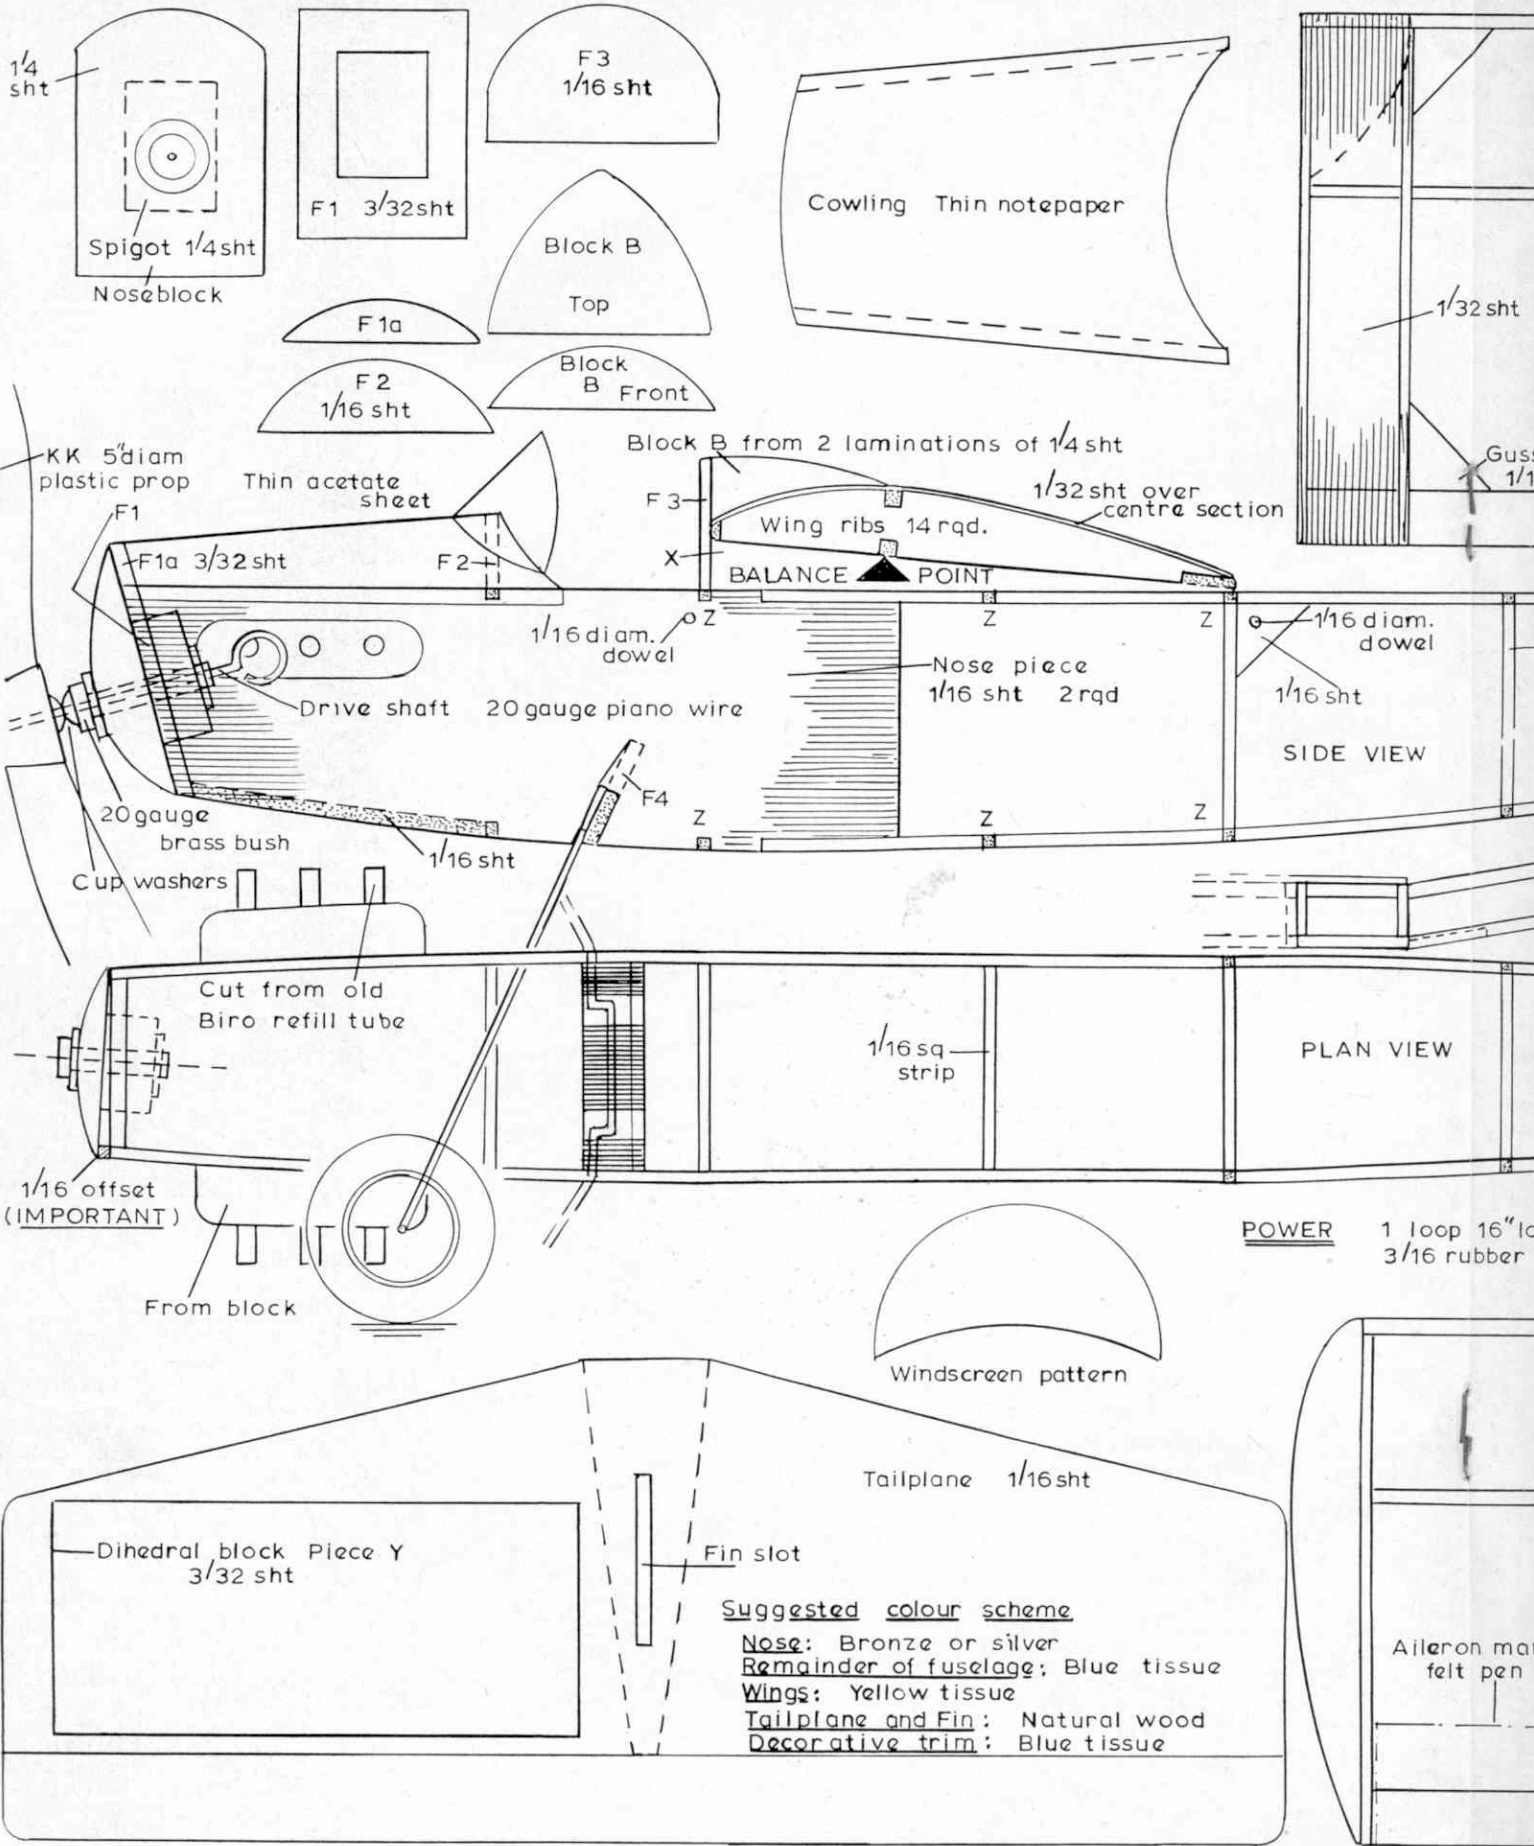 1/4
sht
Spigot 1/4 sht
Noseblock
F1 3/32 sht
F3
1/16 sht
Block B
Top
F1a
F2
1/16 sht
Block
B Front
Cowling Thin notepaper
1/32 sht
KK 5" diam
plastic prop
F1
Thin acetate
sheet
F1a 3/32 sht
F2
Block B from 2 laminations of 1/4 sht
F3
1/32 sht over
centre section
Wing ribs 14 rqd.
X
BALANCE POINT
1/16 diam.
dowel
Z
Z
Z
1/16 diam.
dowel
1/16 sht
Nose piece
1/16 sht 2 rqd
Drive shaft 20 gauge piano wire
SIDE VIEW
F4
Z
Z
Z
20 gauge
brass bush
1/16 sht
Cup washers
Cut from old
Biro refill tube
1/16 sq
strip
PLAN VIEW
1/16 offset
(IMPORTANT)
From block
POWER 1 loop 16"
3/16 rubber
Windscreen pattern
Tailplane 1/16 sht
Dihedral block Piece Y
3/32 sht
Fin slot
Suggested colour scheme
Nose: Bronze or silver
Remainder of fuselage: Blue tissue
Wings: Yellow tissue
Tailplane and Fin: Natural wood
Decorative trim: Blue tissue
Aileron
felt pen